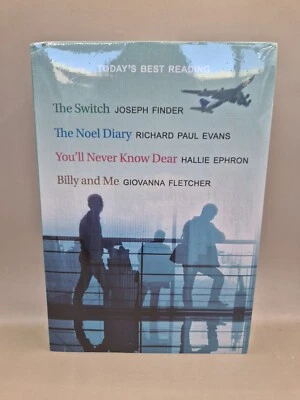 TODAY'S BEST READING
The Switch JOSEPH FINDER
The Noel Diary RICHARD PAUL EVANS
You'll Never Know Dear HALLIE EPHRON
Billy and Me GIOVANNA FLETCHER